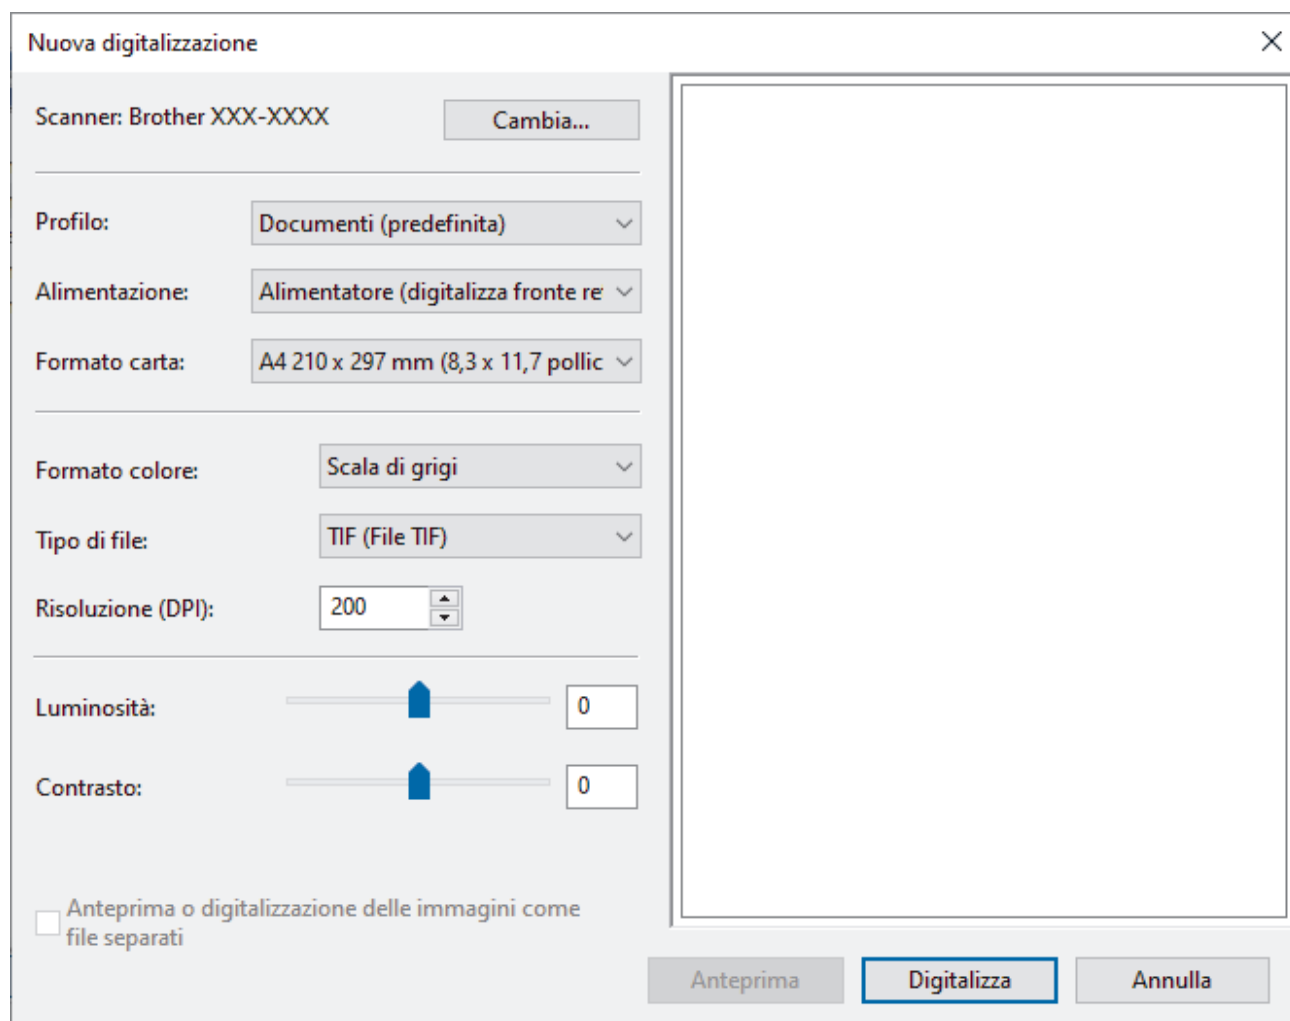 Nuova digitalizzazione
Scanner: Brother XXX-XXXX
Cambia...
Profilo:
Documenti (predefinita)
Alimentazione:
Alimentatore (digitalizza fronte re
Formato carta:
A4 210 x 297 mm (8,3 x 11,7 pollic
Formato colore:
Scala di grigi
Tipo di file:
TIF (File TIF)
Risoluzione (DPI):
200
Luminosità:
0
Contrasto:
0
Anteprima o digitalizzazione delle immagini come
file separati
Anteprima
Digitalizza
Annulla